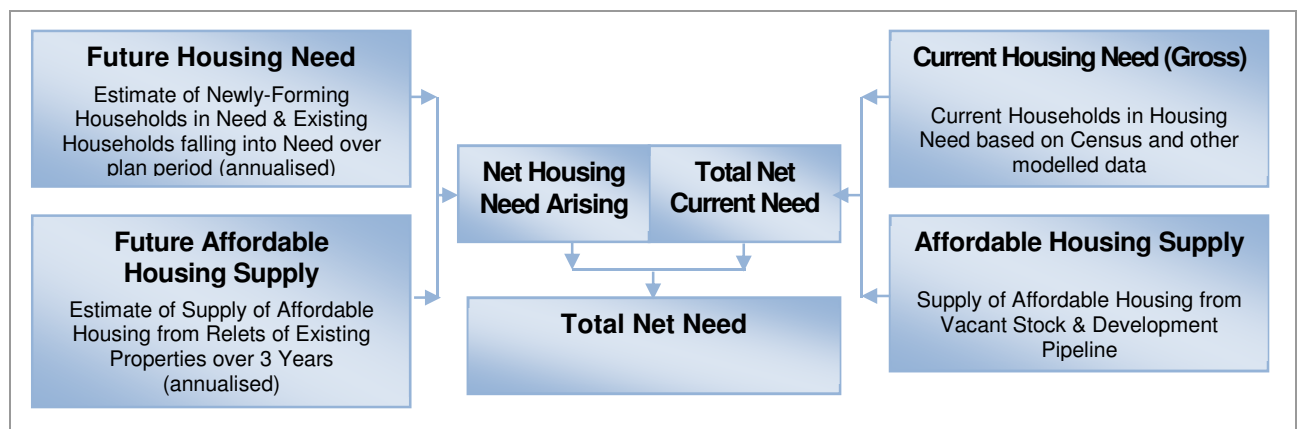 Future Housing Need
Estimate of Newly-Forming
Households in Need & Existing
Households falling into Need over
plan period (annualised)
Future Affordable
Housing Supply
Estimate of Supply of Affordable
Housing from Relets of Existing
Properties over 3 Years
(annualised)
Net Housing
Need Arising
Total Net
Current Need
Total Net Need
Current Housing Need (Gross)
Current Households in Housing
Need based on Census and other
modelled data
Affordable Housing Supply
Supply of Affordable Housing from
Vacant Stock & Development
Pipeline